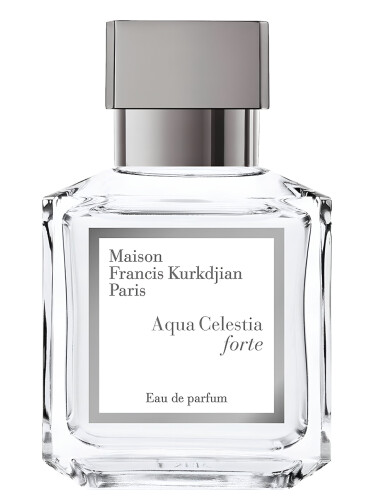 Maison
Francis Kurkdjian
Paris
Aqua Celestia
forte
Eau de parfum